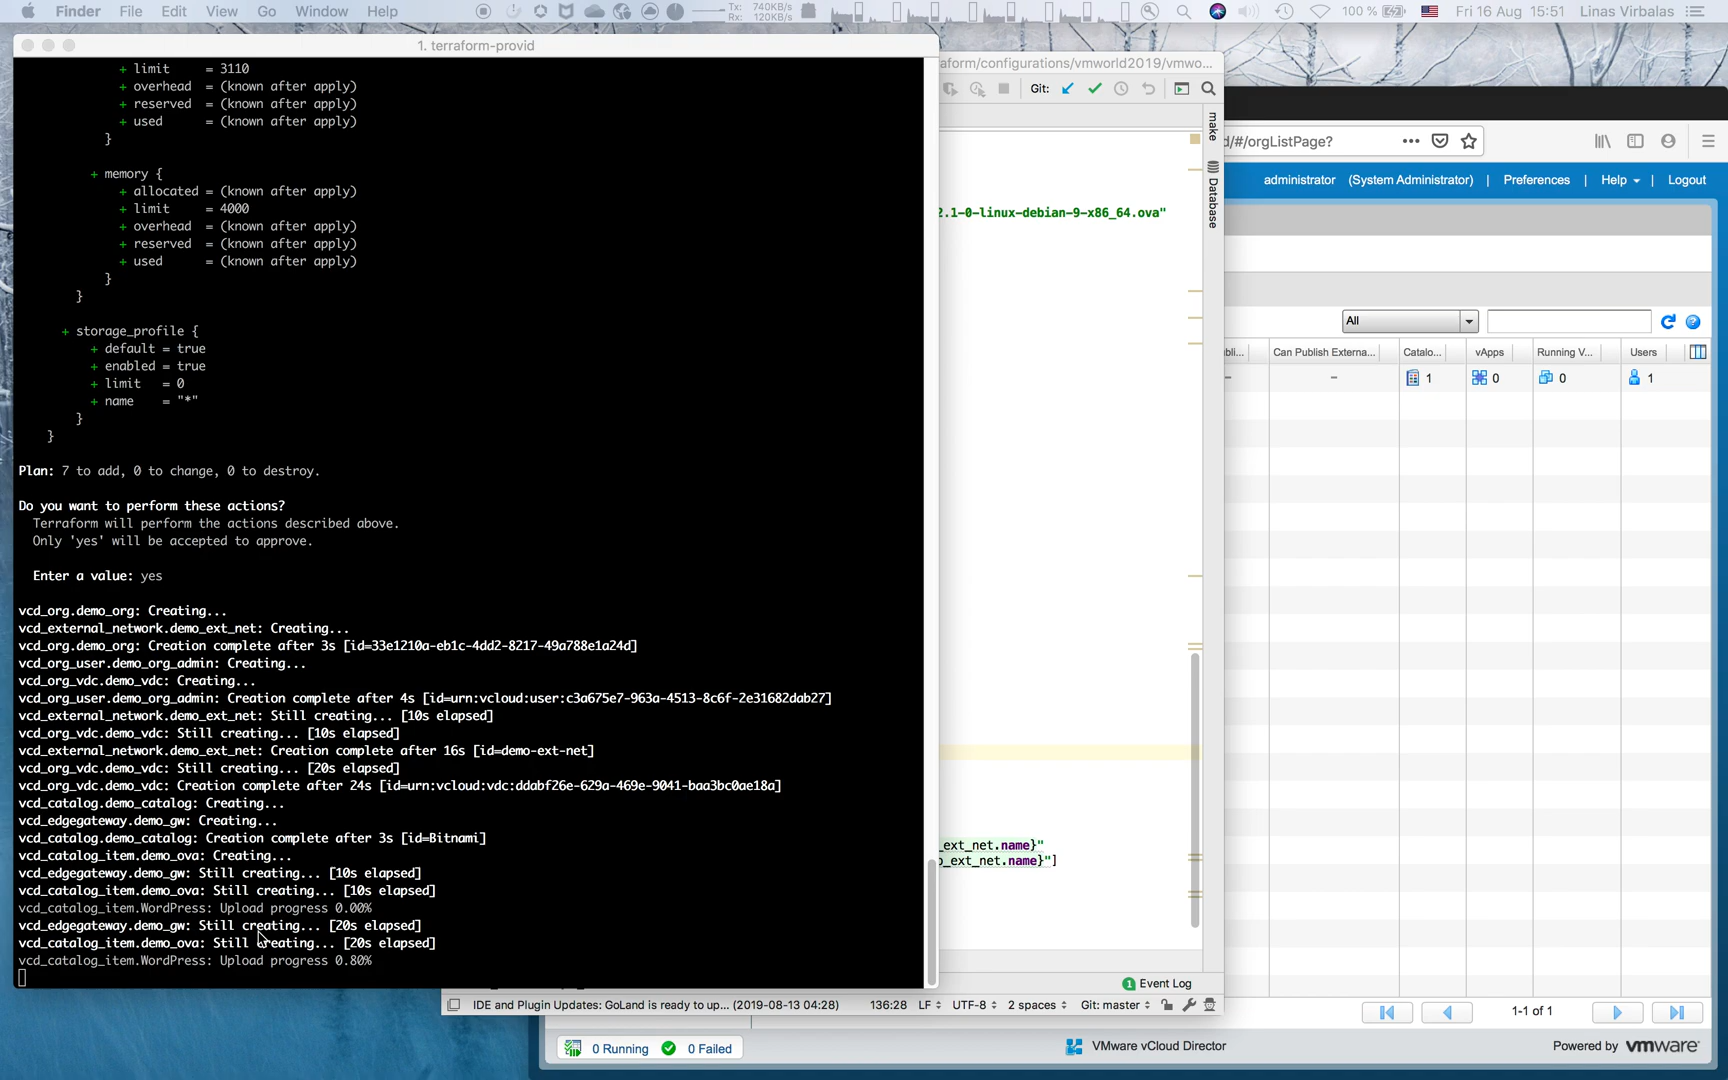 Finder File Edit View Go Window Help
Tx: 740KB/s
Rx: 120KB/s
100 %
Fri 16 Aug 15:51 Linas Virbalas
1. terraform-provid
+ limit = 3110
+ overhead = (known after apply)
+ reserved = (known after apply)
+ used = (known after apply)
}
+ memory {
+ allocated = (known after apply)
+ limit = 4000
+ overhead = (known after apply)
+ reserved = (known after apply)
+ used = (known after apply)
}
}
+ storage_profile {
+ default = true
+ enabled = true
+ limit = 0
+ name = "*"
}
}
Plan: 7 to add, 0 to change, 0 to destroy.
Do you want to perform these actions?
Terraform will perform the actions described above.
Only 'yes' will be accepted to approve.
Enter a value: yes
vcd_org.demo_org: Creating...
vcd_external_network.demo_ext_net: Creating...
vcd_org.demo_org: Creation complete after 3s [id=33e1210a-eb1c-4dd2-8217-49a788e1a24d]
vcd_org_user.demo_org_admin: Creating...
vcd_org_vdc.demo_vdc: Creating...
vcd_org_user.demo_org_admin: Creation complete after 4s [id=urn:vcloud:user:c3a675e7-963a-4513-8c6f-2e31682dab27]
vcd_external_network.demo_ext_net: Still creating... [10s elapsed]
vcd_org_vdc.demo_vdc: Still creating... [10s elapsed]
vcd_external_network.demo_ext_net: Creation complete after 16s [id=demo-ext-net]
vcd_org_vdc.demo_vdc: Still creating... [20s elapsed]
vcd_org_vdc.demo_vdc: Creation complete after 24s [id=urn:vcloud:vdc:ddabf26e-629a-469e-9041-baa3bc0ae18a]
vcd_catalog.demo_catalog: Creating...
vcd_edgegateway.demo_gw: Creating...
vcd_catalog.demo_catalog: Creation complete after 3s [id=Bitnami]
vcd_catalog_item.demo_ova: Creating...
vcd_edgegateway.demo_gw: Still creating... [10s elapsed]
vcd_catalog_item.demo_ova: Still creating... [10s elapsed]
vcd_catalog_item.WordPress: Upload progress 0.00%
vcd_edgegateway.demo_gw: Still creating... [20s elapsed]
vcd_catalog_item.demo_ova: Still creating... [20s elapsed]
vcd_catalog_item.WordPress: Upload progress 0.80%
aform/configurations/vmworld2019/vmwo...
Git:
make
Database
2.1-0-linux-debian-9-x86_64.ova"
_ext_net.name}"
o_ext_net.name}"]
1 Event Log
IDE and Plugin Updates: GoLand is ready to up... (2019-08-13 04:28) 136:28 LF UTF-8 2 spaces Git: master
d/#/orgListPage?
administrator (System Administrator) | Preferences | Help | Logout
All
bli... Can Publish Externa... Catalo... vApps Running V... Users
– – 1 0 0 1
1-1 of 1
0 Running 0 Failed
VMware vCloud Director
Powered by vmware